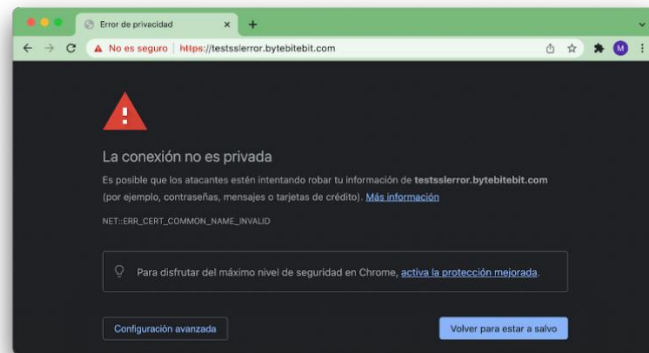 Error de privacidad
No es seguro | https://testsslerror.bytebitebit.com
M
La conexión no es privada
Es posible que los atacantes estén intentando robar tu información de testsslerror.bytebitebit.com
(por ejemplo, contraseñas, mensajes o tarjetas de crédito). Más información
NET::ERR_CERT_COMMON_NAME_INVALID
Para disfrutar del máximo nivel de seguridad en Chrome, activa la protección mejorada.
Configuración avanzada
Volver para estar a salvo